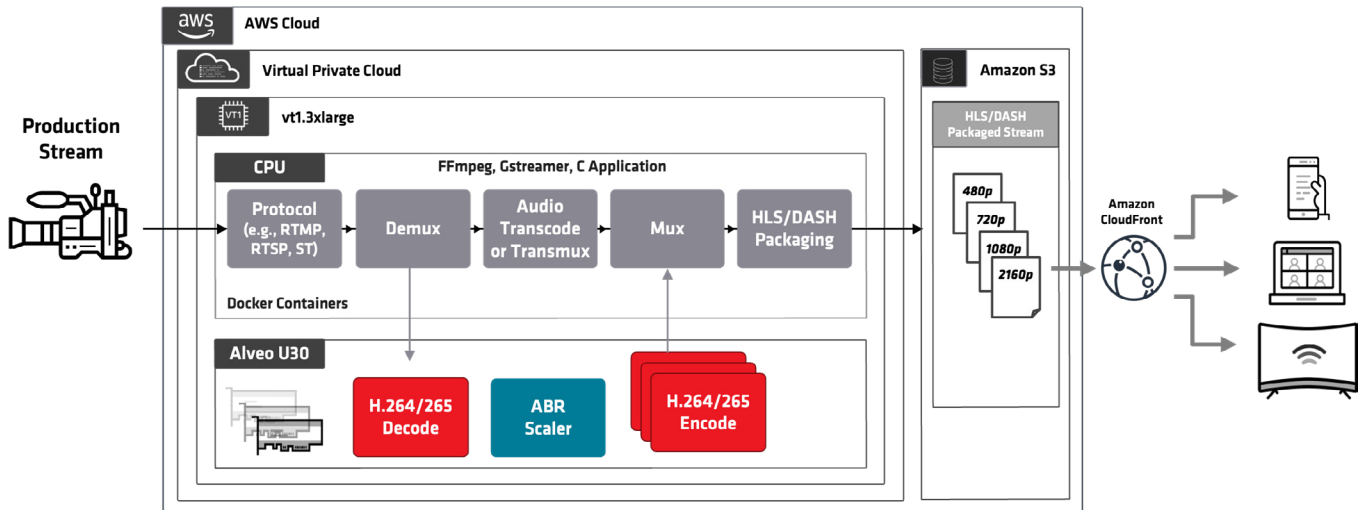 aws
AWS Cloud
Virtual Private Cloud
Amazon S3
VT1
vt1.3xlarge
Production
Stream
HLS/DASH
Packaged Stream
CPU
FFmpeg, Gstreamer, C Application
Protocol
(e.g., RTMP,
RTSP, ST)
Demux
Audio
Transcode
or Transmux
Mux
HLS/DASH
Packaging
480p
720p
1080p
2160p
Amazon
CloudFront
Docker Containers
Alveo U30
H.264/265
Decode
ABR
Scaler
H.264/265
Encode